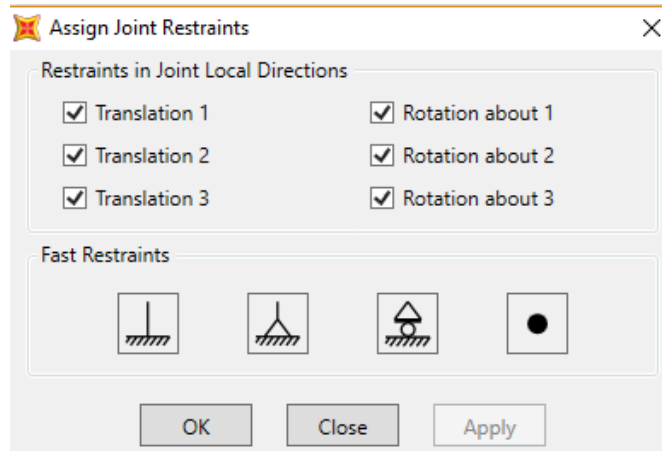 Assign Joint Restraints
Restraints in Joint Local Directions
Translation 1 Rotation about 1
Translation 2 Rotation about 2
Translation 3 Rotation about 3
Fast Restraints
OK Close Apply